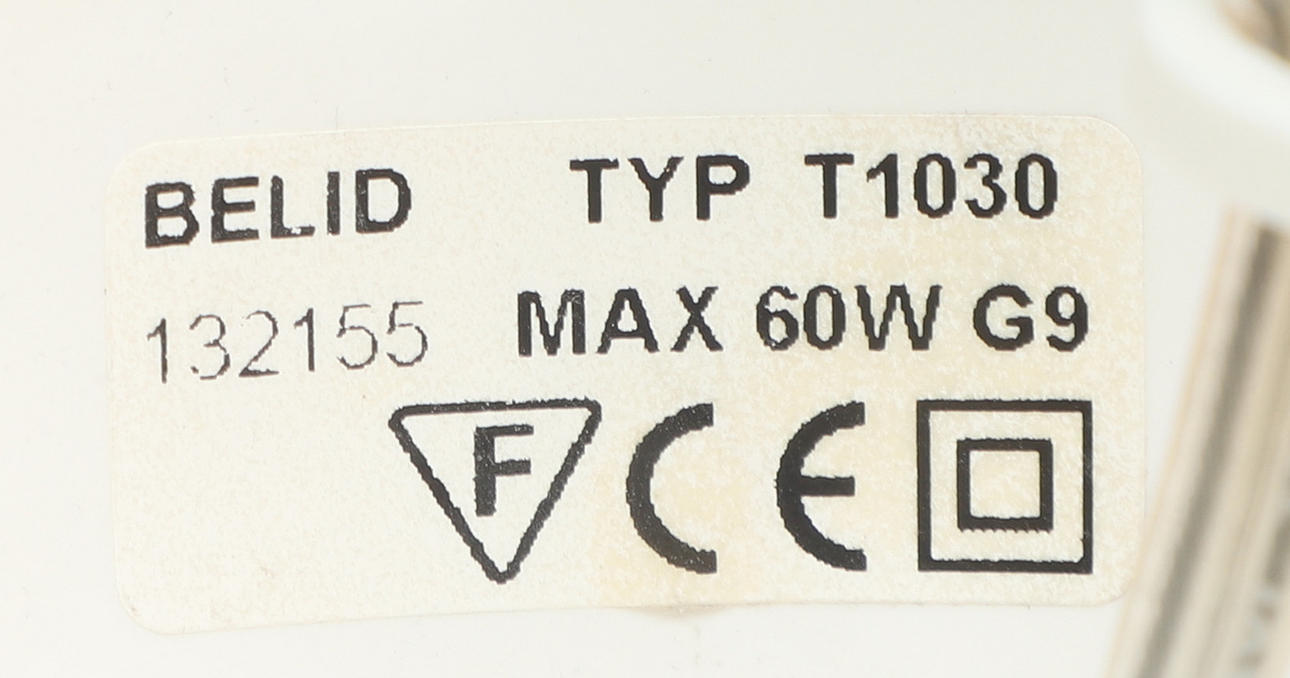 BELID TYP T1030
132155 MAX 60W G9
F CE